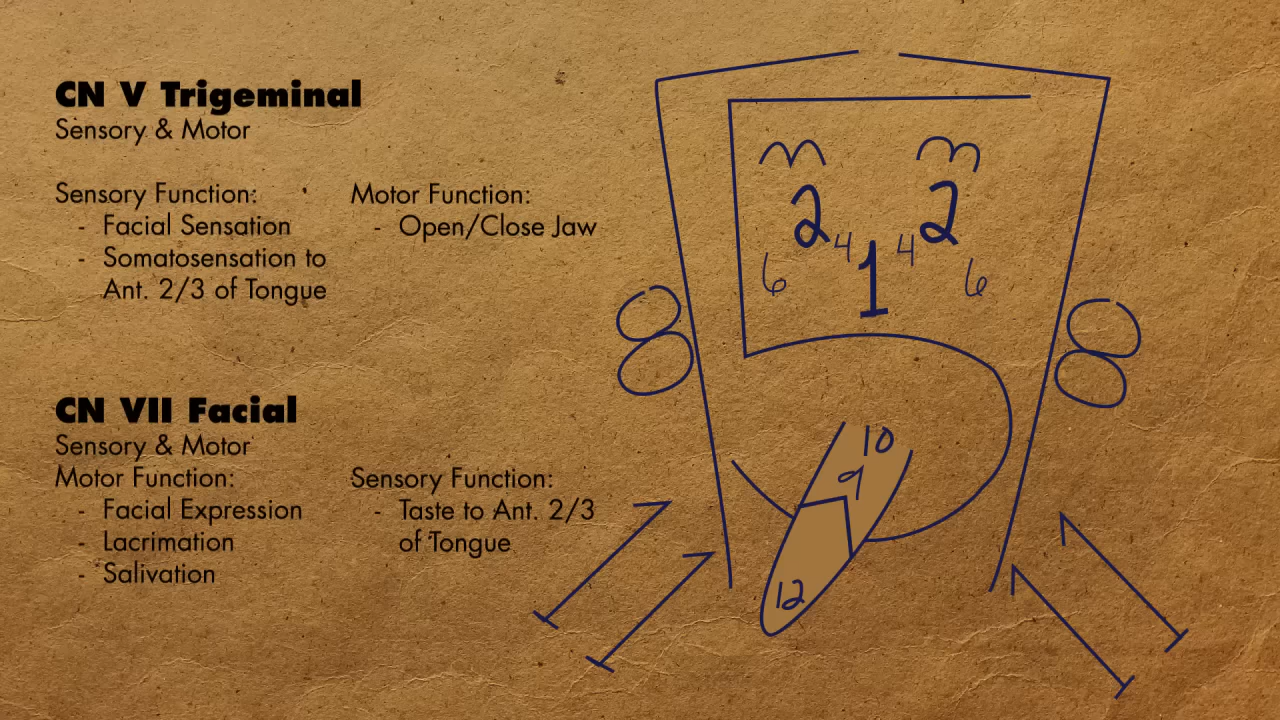 CN V Trigeminal
Sensory & Motor
Sensory Function:
- Facial Sensation
- Somatosensation to
Ant. 2/3 of Tongue
Motor Function:
- Open/Close Jaw
CN VII Facial
Sensory & Motor
Motor Function:
- Facial Expression
- Lacrimation
- Salivation
Sensory Function:
- Taste to Ant. 2/3
of Tongue
3 3
2 2
4 4
1
6 6
8 8
10
9
12